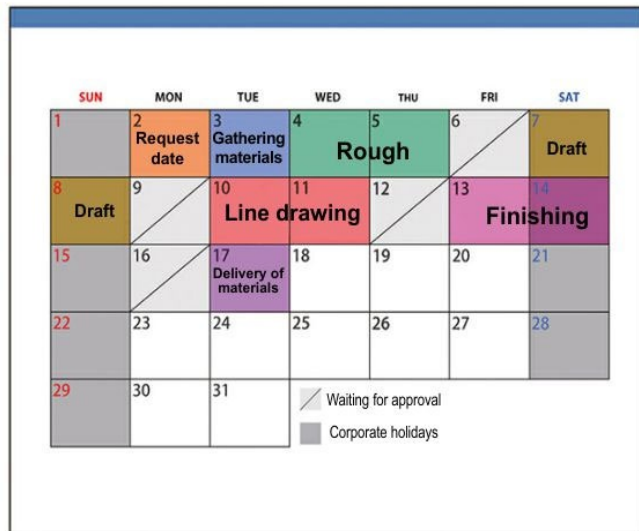 SUN MON TUE WED THU FRI SAT
1 2 3 4 5 6 7
Request date
Gathering materials
Rough
Draft
8 9 10 11 12 13 14
Draft
Line drawing
Finishing
15 16 17 18 19 20 21
Delivery of materials
22 23 24 25 26 27 28
29 30 31
Waiting for approval
Corporate holidays